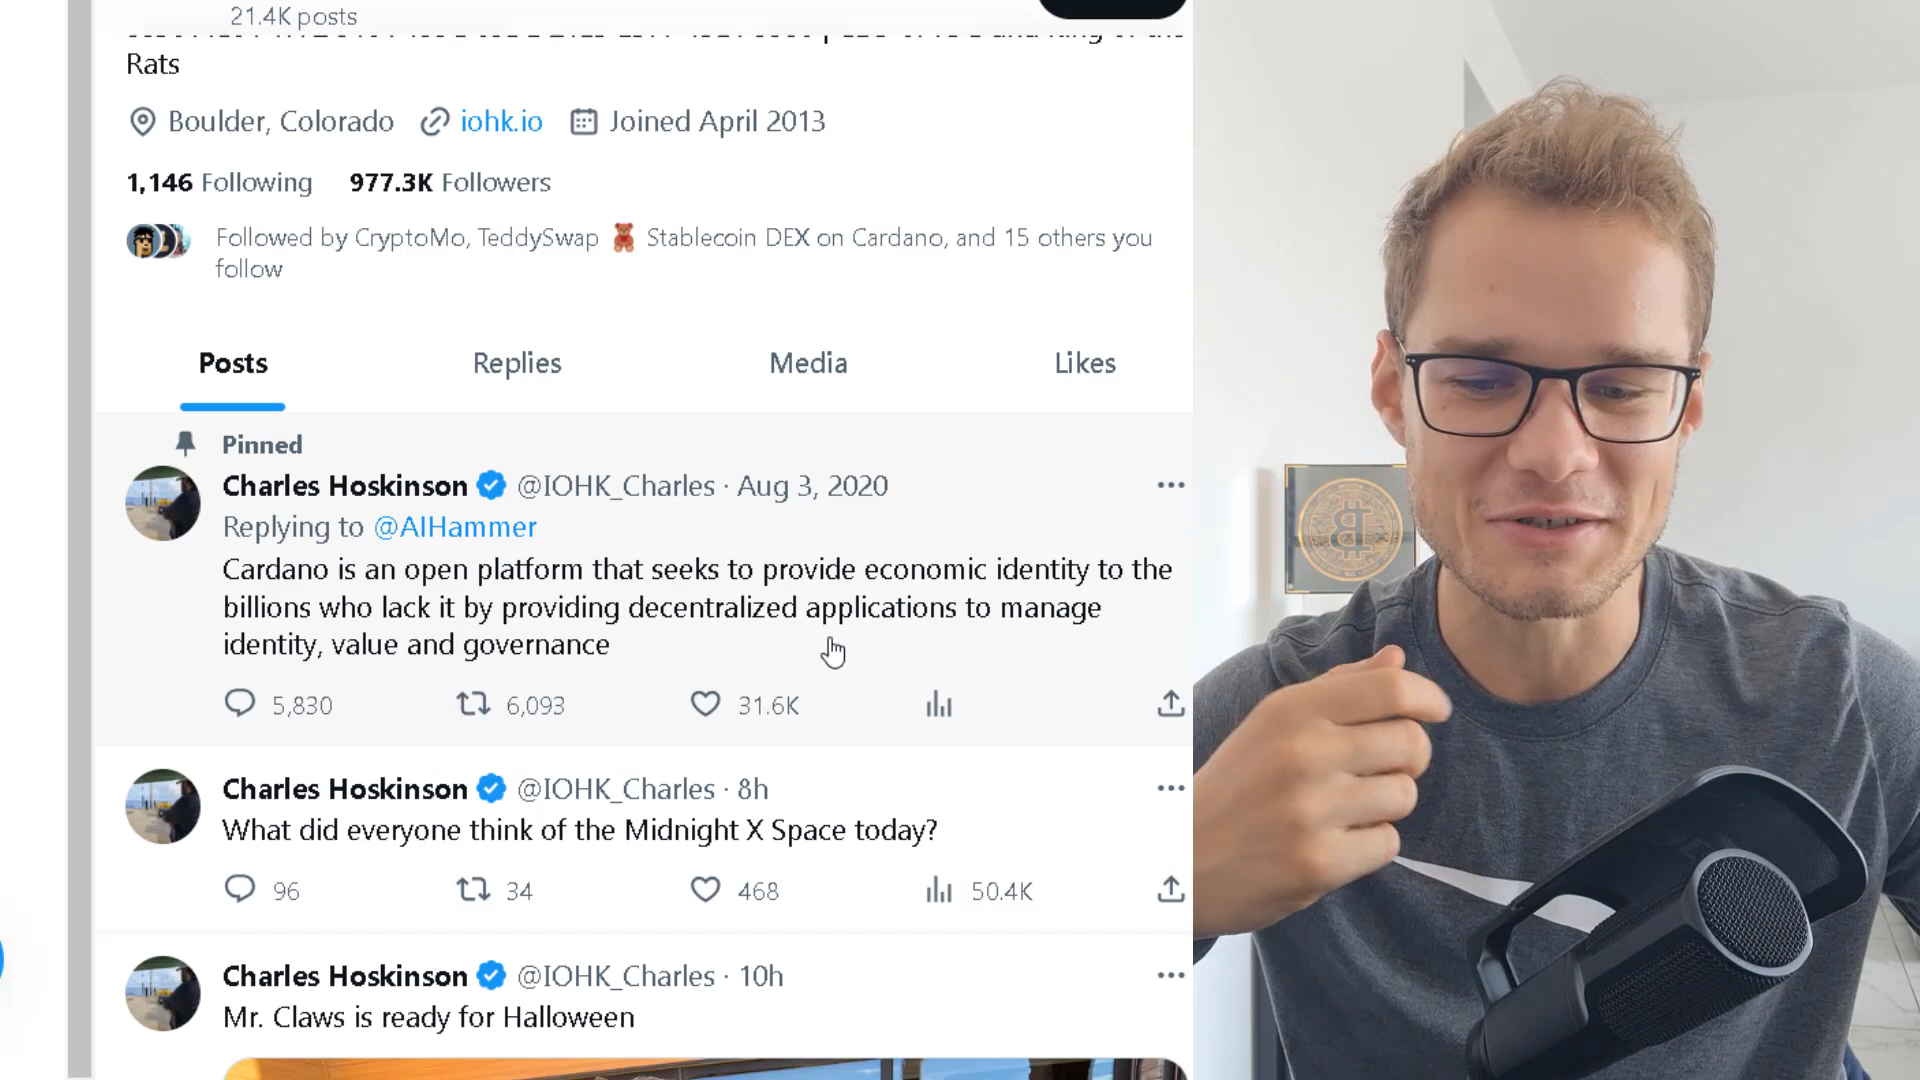 21.4K posts
Rats
Boulder, Colorado iohk.io Joined April 2013
1,146 Following 977.3K Followers
Followed by CryptoMo, TeddySwap 🧸 Stablecoin DEX on Cardano, and 15 others you
follow
Posts Replies Media Likes
Pinned
Charles Hoskinson @IOHK_Charles · Aug 3, 2020
Replying to @AIHammer
Cardano is an open platform that seeks to provide economic identity to the
billions who lack it by providing decentralized applications to manage
identity, value and governance
5,830 6,093 31.6K
Charles Hoskinson @IOHK_Charles · 8h
What did everyone think of the Midnight X Space today?
96 34 468 50.4K
Charles Hoskinson @IOHK_Charles · 10h
Mr. Claws is ready for Halloween